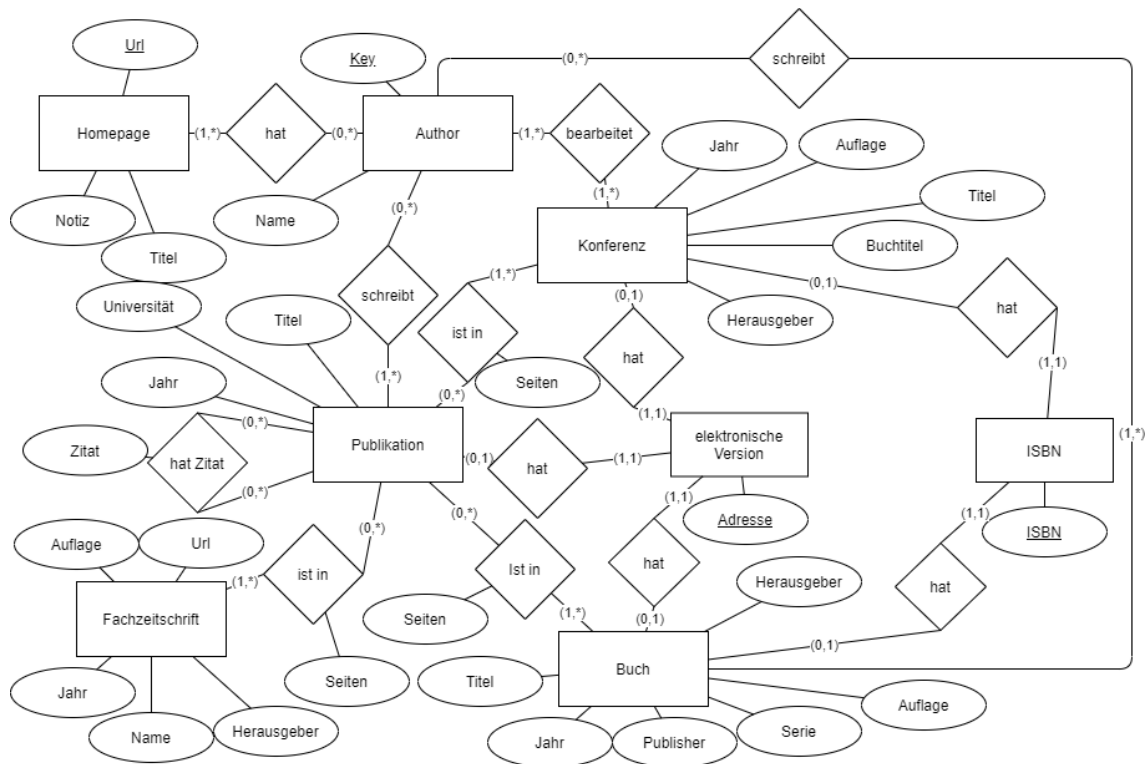 Url
Key
(0,*)
schreibt
Homepage
(1,*)
hat
(0,*)
Author
(1,*)
bearbeitet
Jahr
Auflage
Notiz
Name
(0,*)
(1,*)
Titel
Titel
Konferenz
Buchtitel
Universität
Titel
schreibt
(1,*)
(0,1)
(0,1)
hat
Herausgeber
ist in
hat
Jahr
(1,*)
Seiten
(0,*)
(1,1)
(0,*)
(1,1)
Zitat
hat Zitat
Publikation
(0,1)
hat
(1,1)
elektronische
Version
ISBN
(1,*)
(0,*)
(0,*)
(1,1)
(1,1)
Adresse
ISBN
Auflage
Url
(0,*)
ist in
(1,*)
Ist in
hat
Herausgeber
hat
Fachzeitschrift
Seiten
(1,*)
(0,1)
(0,1)
Jahr
Seiten
Titel
Buch
Auflage
Name
Herausgeber
Jahr
Publisher
Serie